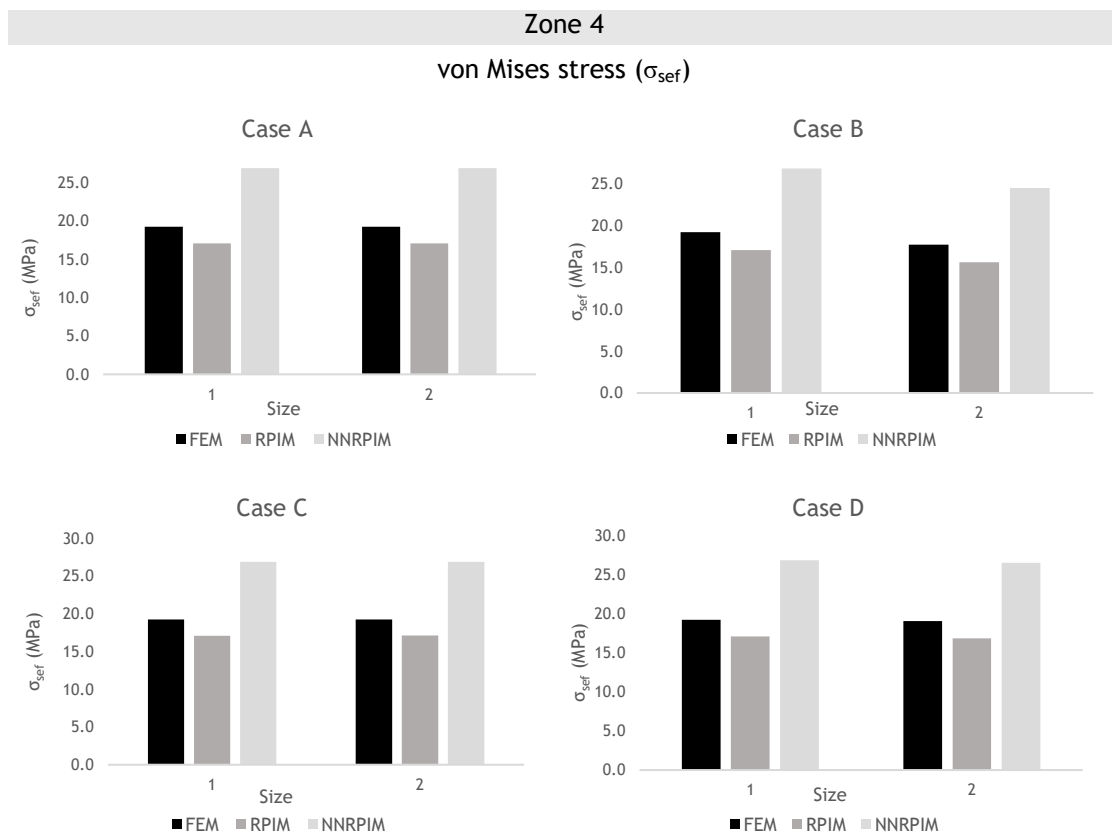 Zone 4
von Mises stress (σsef)
Case A
25.0
20.0
15.0
10.0
5.0
0.0
σsef (MPa)
1
2
Size
FEM RPIM NNRPIM
Case B
25.0
20.0
15.0
10.0
5.0
0.0
σsef (MPa)
1
2
Size
FEM RPIM NNRPIM
Case C
30.0
25.0
20.0
15.0
10.0
5.0
0.0
σsef (MPa)
1
2
Size
FEM RPIM NNRPIM
Case D
30.0
25.0
20.0
15.0
10.0
5.0
0.0
σsef (MPa)
1
2
Size
FEM RPIM NNRPIM